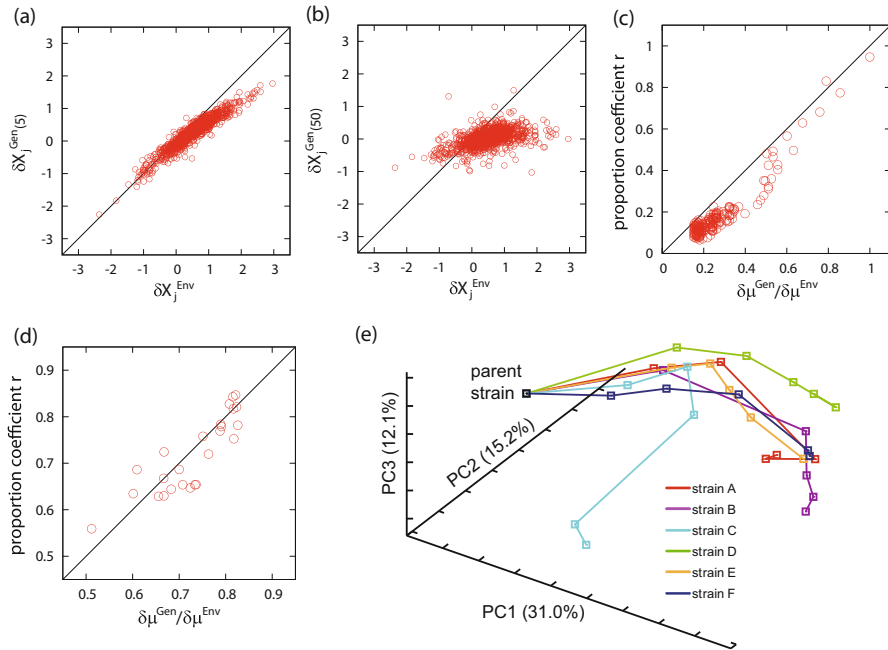 (a)
δX_j^Gen(5)
3
2
1
0
-1
-2
-3
-3 -2 -1 0 1 2 3
δX_j^Env
(b)
δX_j^Gen(50)
3
2
1
0
-1
-2
-3
-3 -2 -1 0 1 2 3
δX_j^Env
(c)
proportion coefficient r
1
0.8
0.6
0.4
0.2
0
0 0.2 0.4 0.6 0.8 1
δμ^Gen/δμ^Env
(d)
proportion coefficient r
0.9
0.8
0.7
0.6
0.5
0.5 0.6 0.7 0.8 0.9
δμ^Gen/δμ^Env
(e)
parent
strain
PC3 (12.1%)
PC2 (15.2%)
PC1 (31.0%)
strain A
strain B
strain C
strain D
strain E
strain F